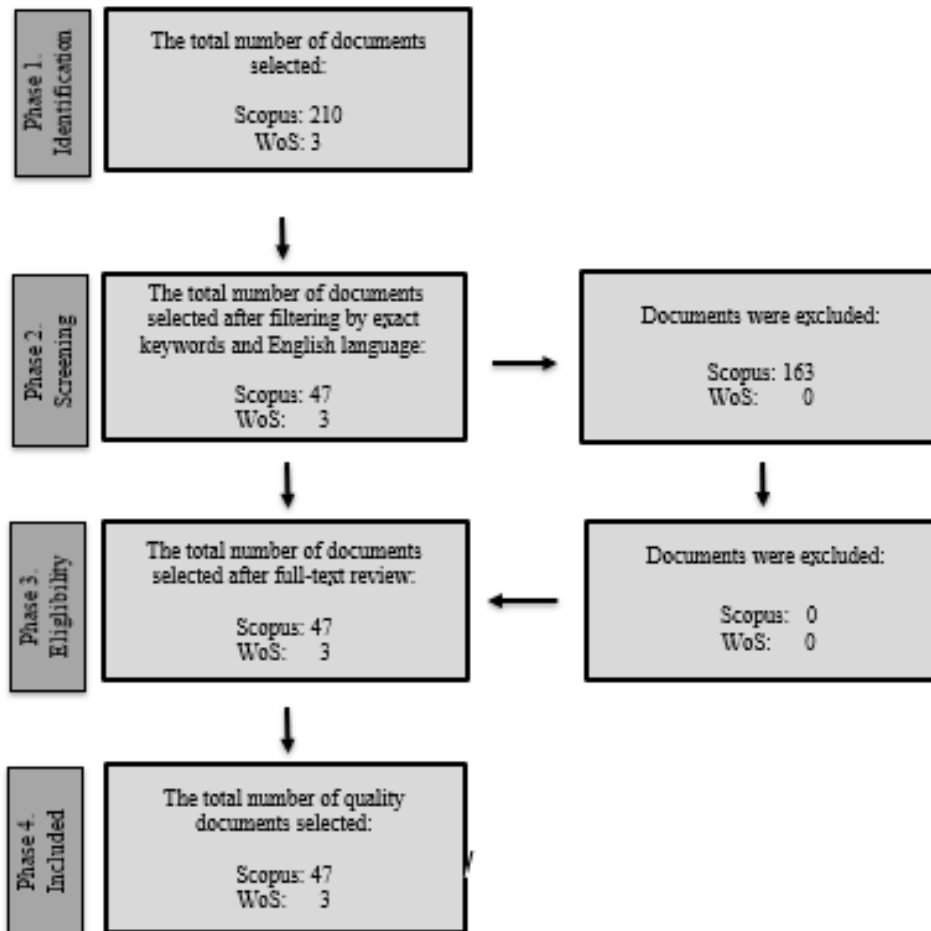 Phase 1.
Identification
The total number of documents
selected:
Scopus: 210
WoS: 3
Phase 2.
Screening
The total number of documents
selected after filtering by exact
keywords and English language:
Scopus: 47
WoS: 3
Documents were excluded:
Scopus: 163
WoS: 0
Phase 3.
Eligibility
The total number of documents
selected after full-text review:
Scopus: 47
WoS: 3
Documents were excluded:
Scopus: 0
WoS: 0
Phase 4.
Included
The total number of quality
documents selected:
Scopus: 47
WoS: 3